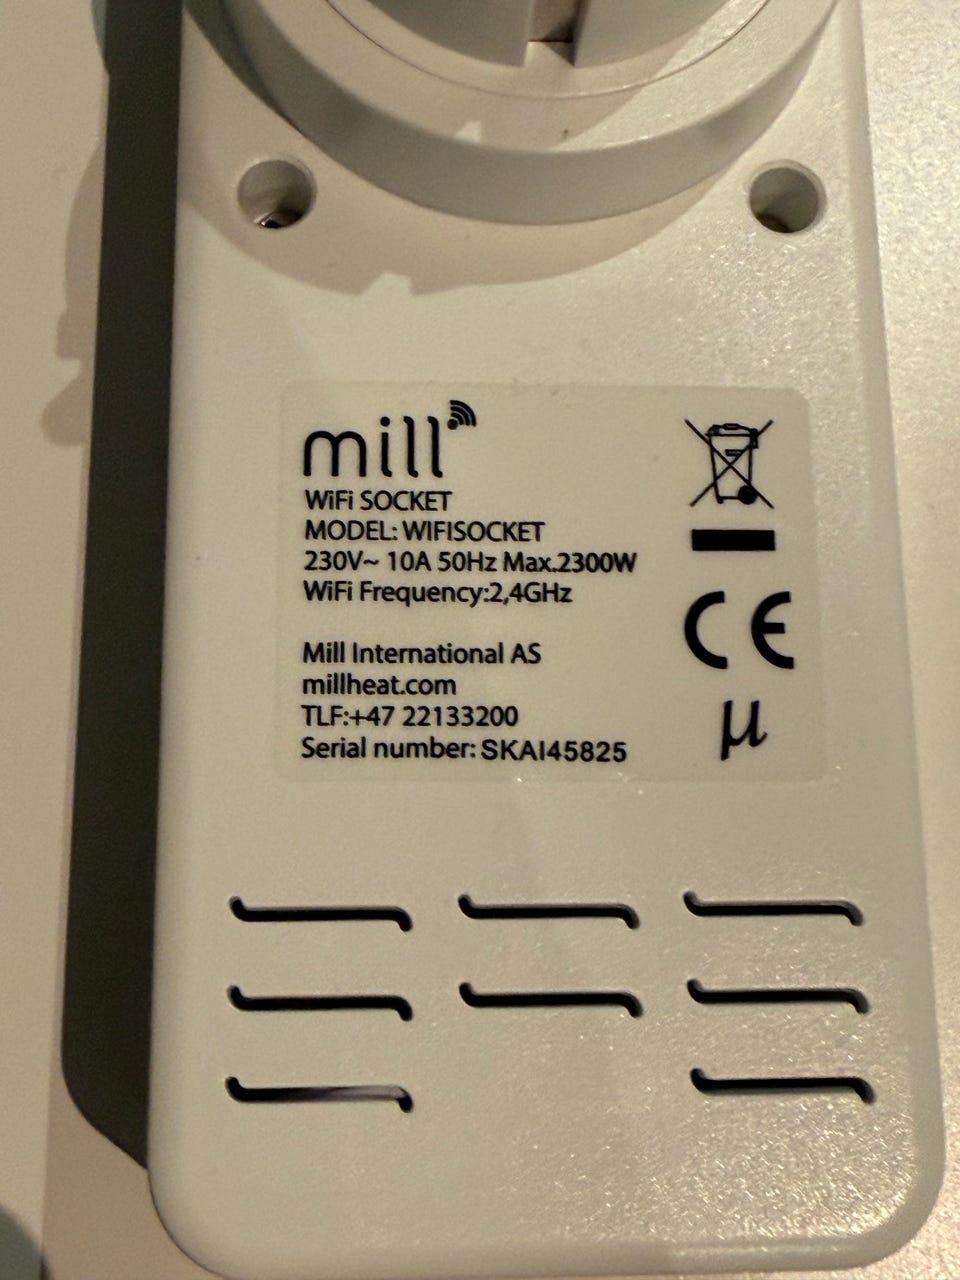 mill
WiFi SOCKET
MODEL: WIFISOCKET
230V~ 10A 50Hz Max.2300W
WiFi Frequency:2,4GHz
Mill International AS
millheat.com
TLF:+47 22133200
Serial number: SKAI45825
CE
µ